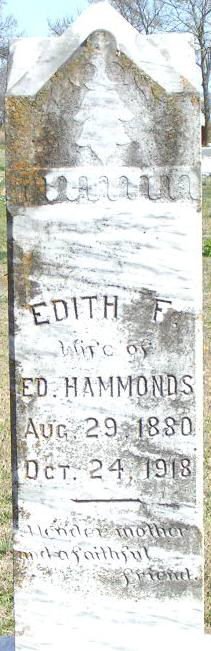 EDITH F.
Wife of
ED. HAMMONDS
AUG. 29, 1880
OCT. 24, 1918
A tender mother
and a faithful
friend.